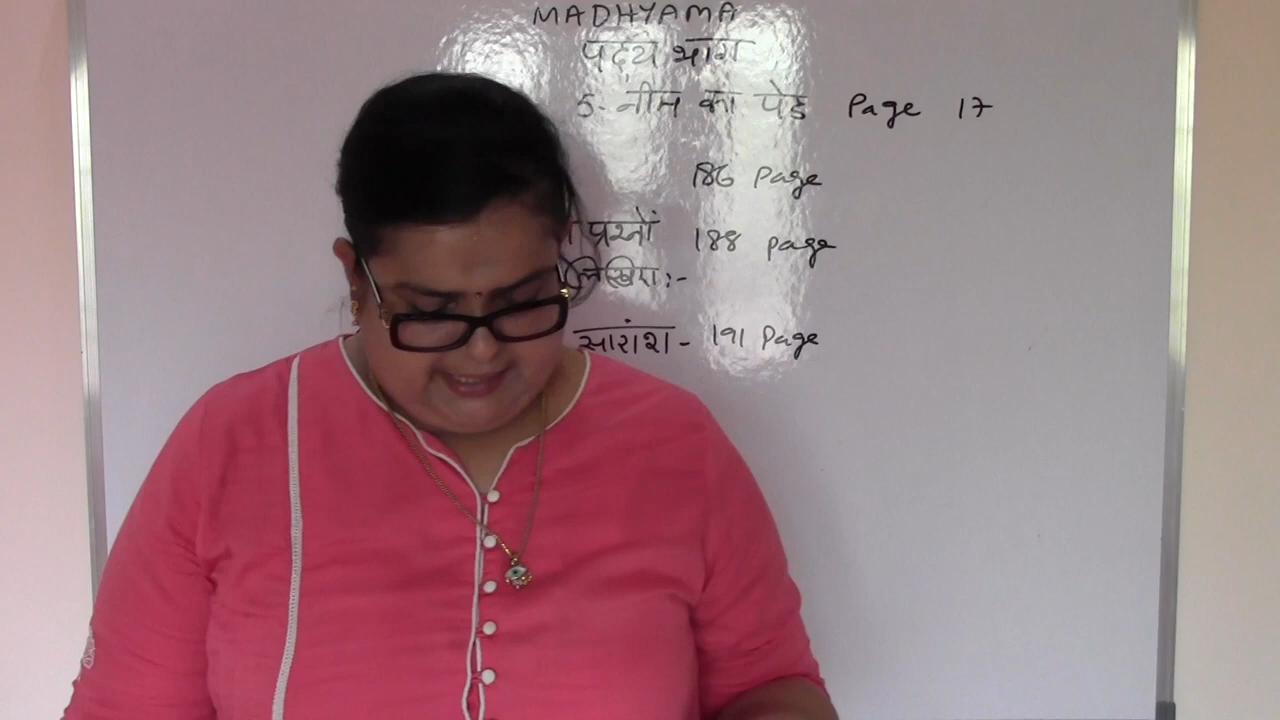 MADHYAMA
पद्य भाग
5- नीम का पेड Page 17
186 Page
प्रश्नों 188 page
लिखिए:-
सारांश - 191 Page